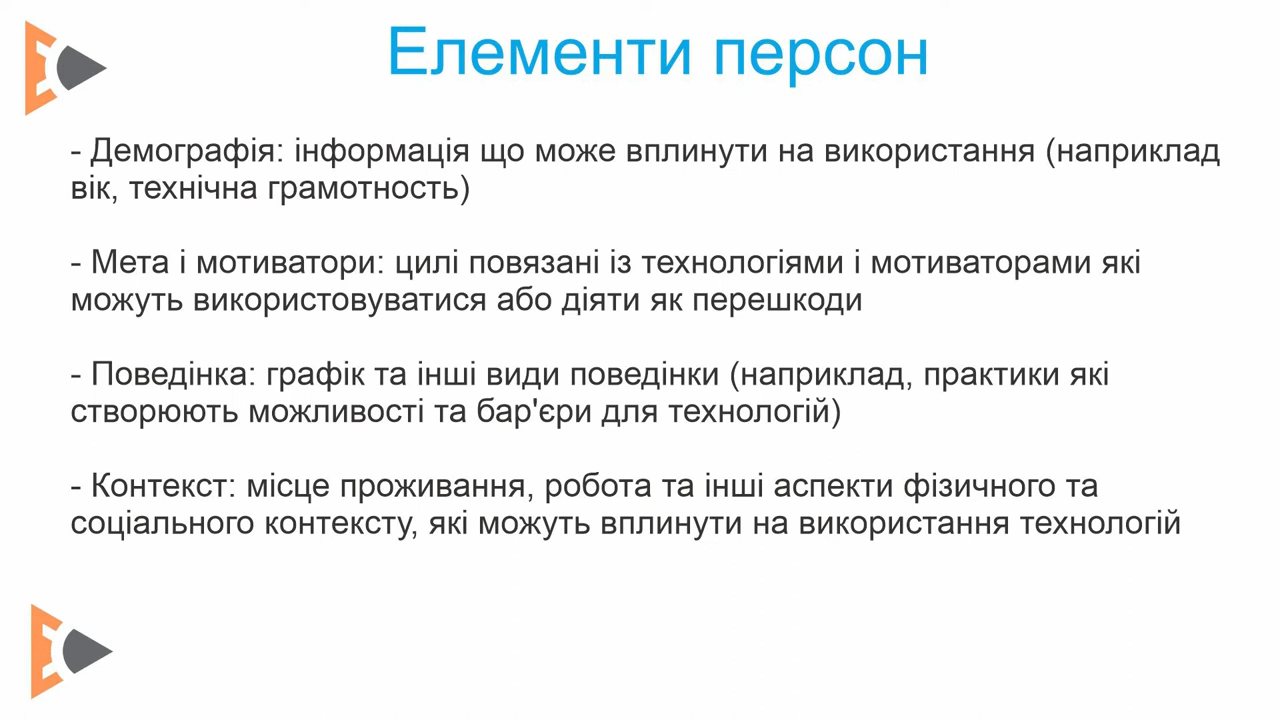 Елементи персон
- Демографія: інформація що може вплинути на використання (наприклад
вік, технічна грамотность)
- Мета і мотиватори: цилі повязані із технологіями і мотиваторами які
можуть використовуватися або діяти як перешкоди
- Поведінка: графік та інші види поведінки (наприклад, практики які
створюють можливості та бар'єри для технологій)
- Контекст: місце проживання, робота та інші аспекти фізичного та
соціального контексту, які можуть вплинути на використання технологій